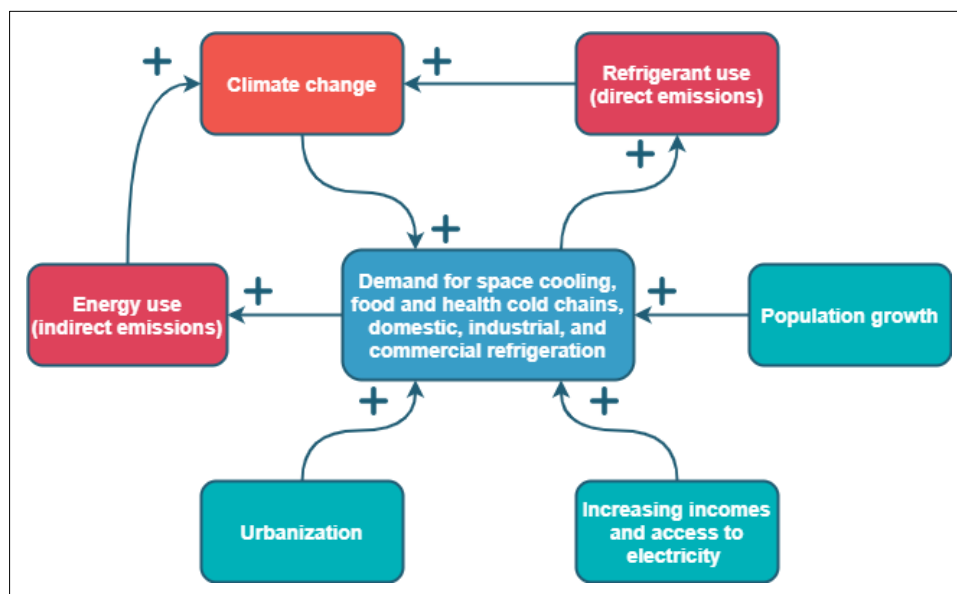 +
+
Climate change
Refrigerant use
(direct emissions)
+
+
Demand for space cooling,
food and health cold chains,
domestic, industrial, and
commercial refrigeration
Energy use
(indirect emissions)
+
+
Population growth
+
+
Urbanization
Increasing incomes
and access to
electricity